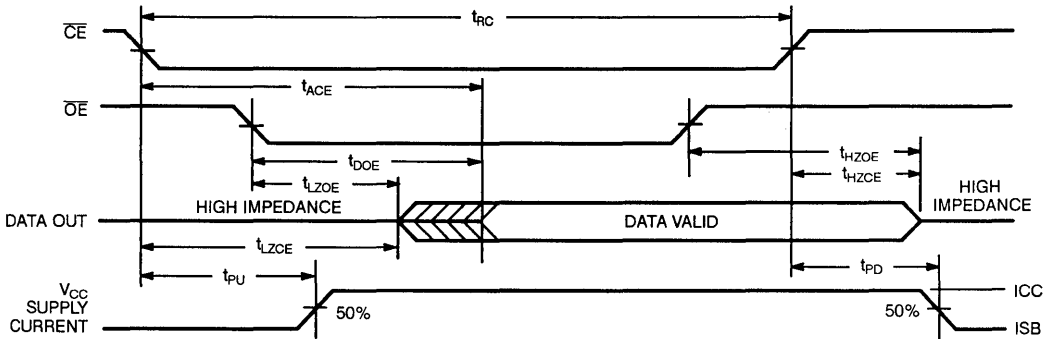 tRC
CE
tACE
OE
tDOE
tHZOE
tLZOE
tHZCE
HIGH IMPEDANCE
HIGH
IMPEDANCE
DATA OUT
DATA VALID
tLZCE
tPU
tPD
VCC
SUPPLY
CURRENT
50%
50%
ICC
ISB